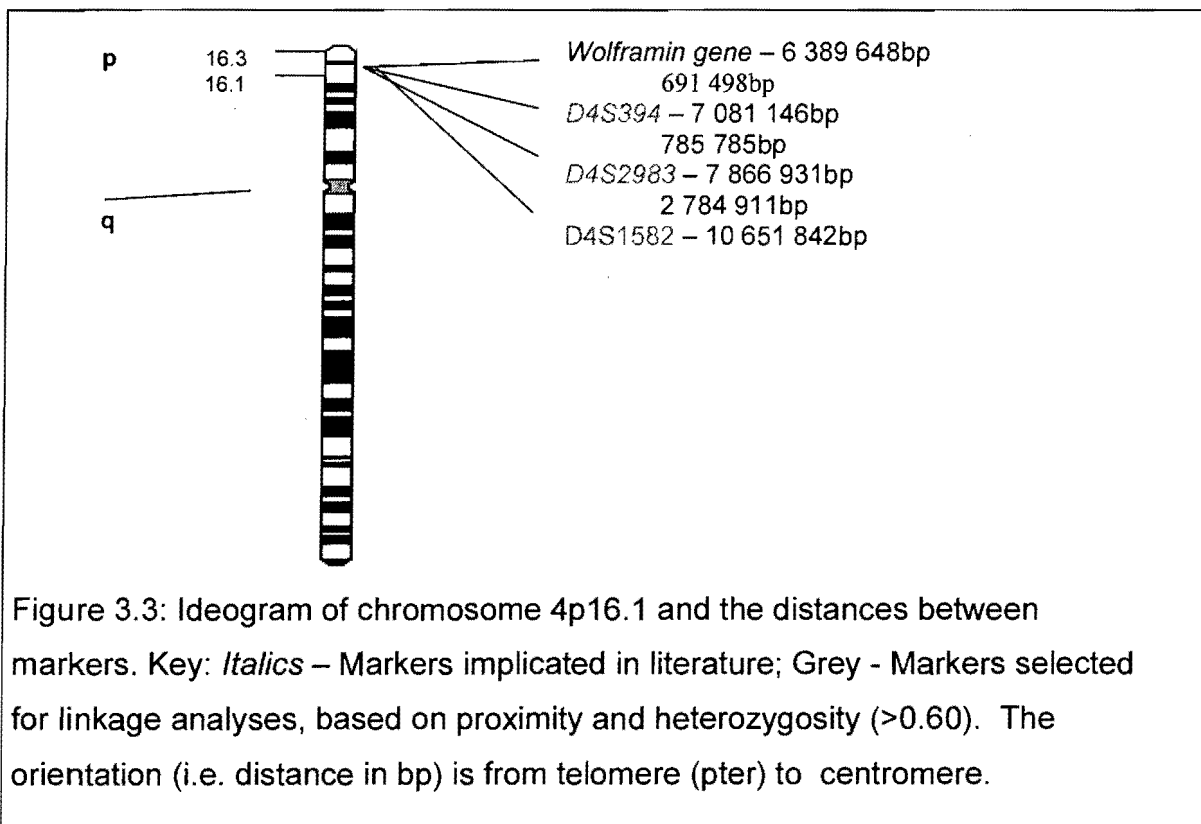 p
16.3
16.1
q
Wolframin gene – 6 389 648bp
691 498bp
D4S394 – 7 081 146bp
785 785bp
D4S2983 – 7 866 931bp
2 784 911bp
D4S1582 – 10 651 842bp
Figure 3.3: Ideogram of chromosome 4p16.1 and the distances between
markers. Key: Italics – Markers implicated in literature; Grey - Markers selected
for linkage analyses, based on proximity and heterozygosity (>0.60). The
orientation (i.e. distance in bp) is from telomere (pter) to centromere.